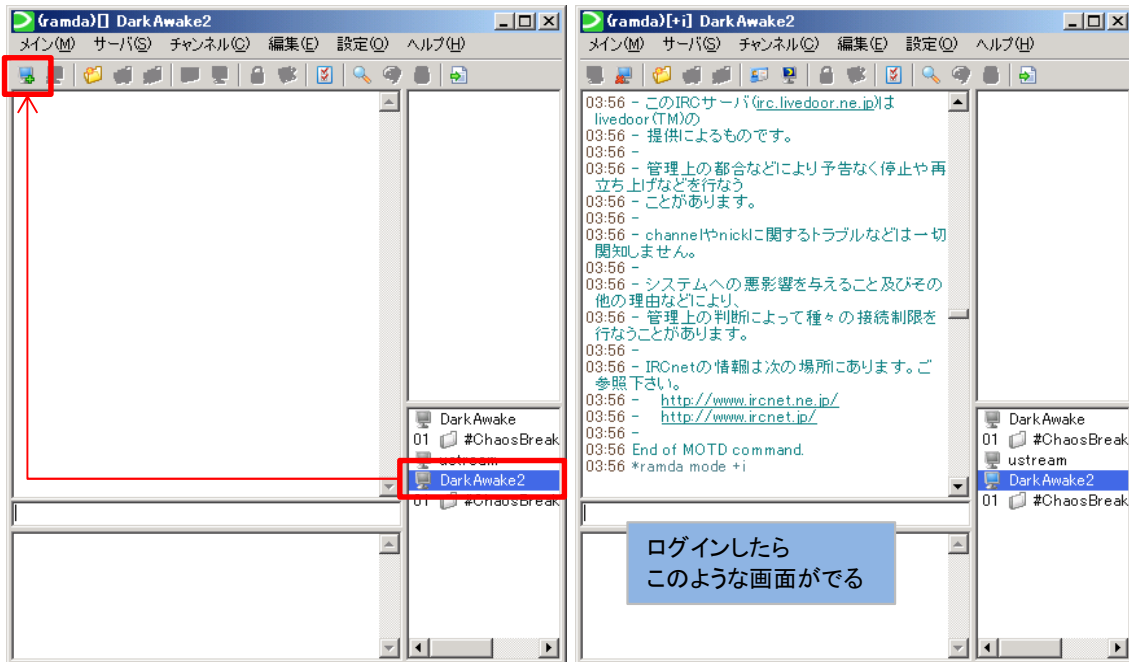 (ramda)[] DarkAwake2
メイン(M) サーバ(S) チャンネル(C) 編集(E) 設定(O) ヘルプ(H)
DarkAwake
01 #ChaosBreak
ustream
DarkAwake2
01 #ChaosBreak
(ramda)[+i] DarkAwake2
メイン(M) サーバ(S) チャンネル(C) 編集(E) 設定(O) ヘルプ(H)
03:56 - このIRCサーバ(irc.livedoor.ne.jp)は
livedoor(TM)の
03:56 - 提供によるものです。
03:56 -
03:56 - 管理上の都合などにより予告なく停止や再
立ち上げなどを行なう
03:56 - ことがあります。
03:56 -
03:56 - channelやnickに関するトラブルなどは一切
関知しません。
03:56 -
03:56 - システムへの悪影響を与えること及びその
他の理由などにより、
03:56 - 管理上の判断によって種々の接続制限を
行なうことがあります。
03:56 -
03:56 - IRCnetの情報は次の場所にあります。ご
参照下さい。
03:56 - http://www.ircnet.ne.jp/
03:56 - http://www.ircnet.jp/
03:56 -
03:56 End of MOTD command.
03:56 *ramda mode +i
DarkAwake
01 #ChaosBreak
ustream
DarkAwake2
01 #ChaosBreak
ログインしたら
このような画面がでる